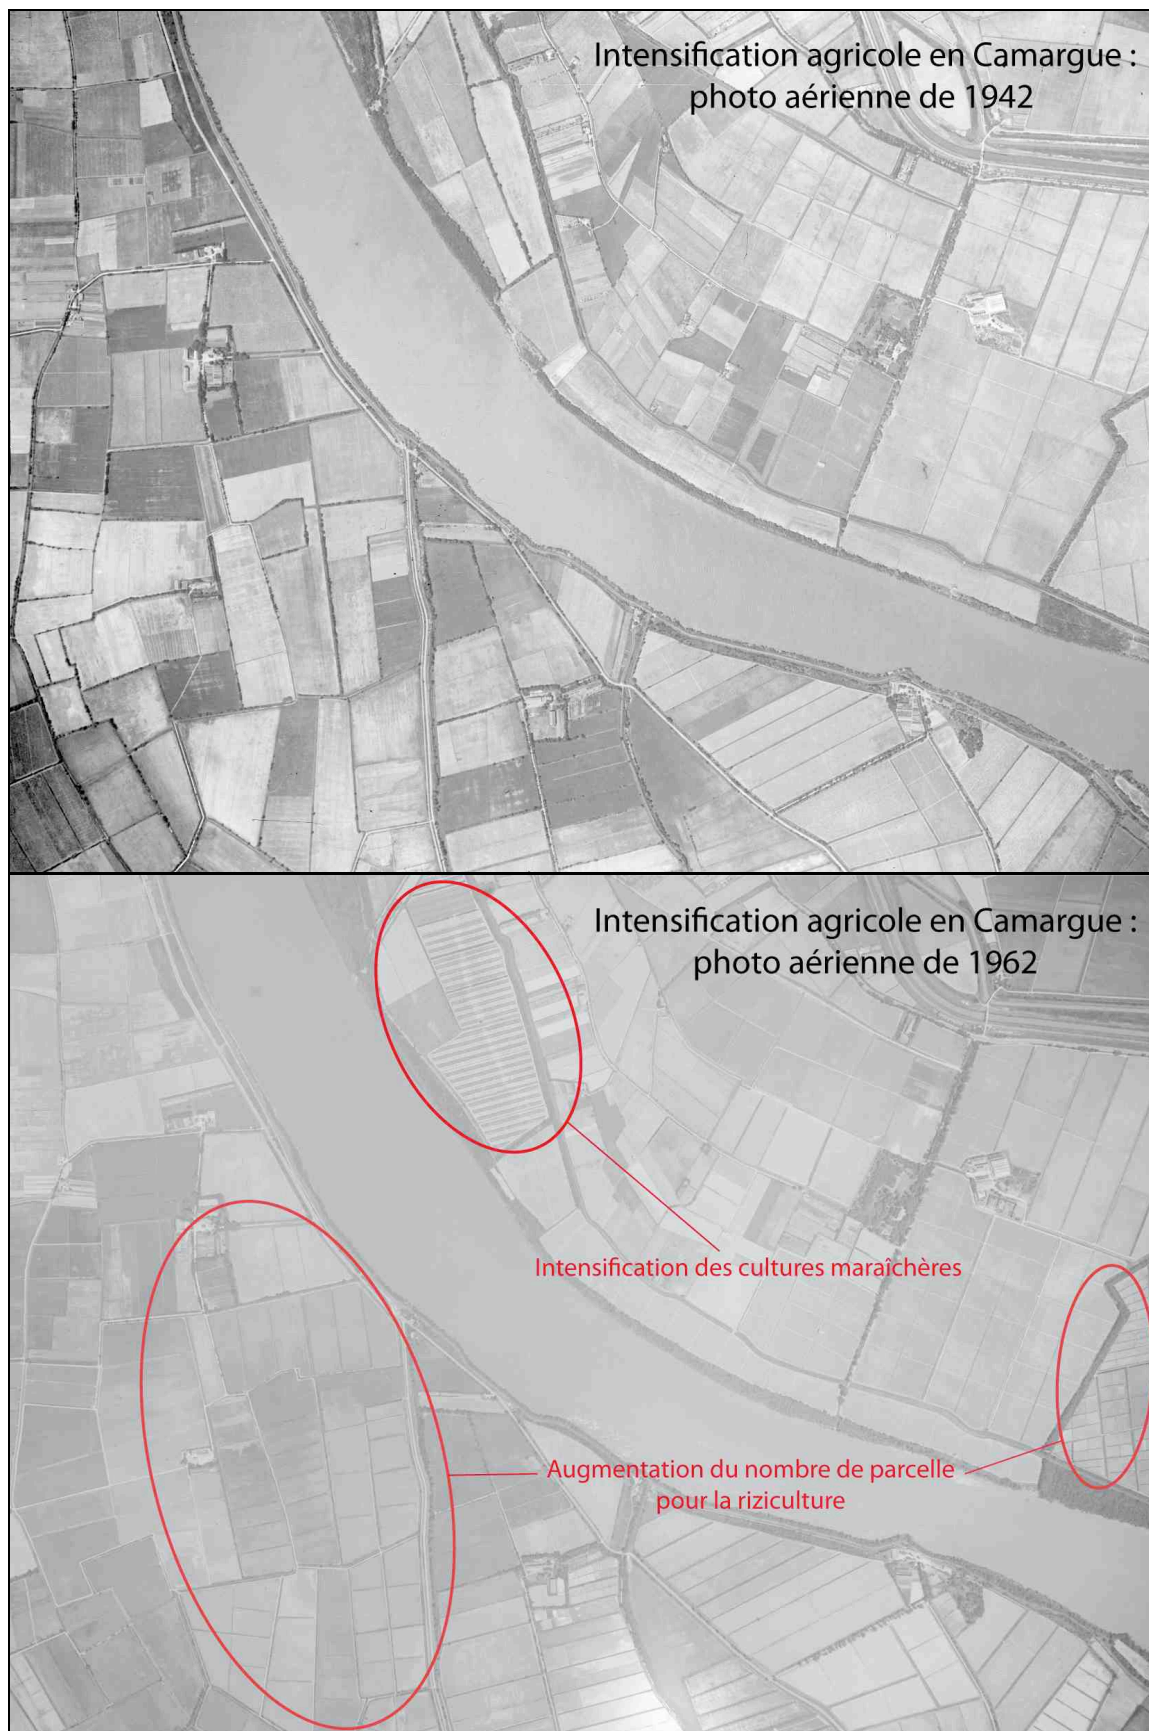 Intensification agricole en Camargue :
photo aérienne de 1942
Intensification agricole en Camargue :
photo aérienne de 1962
Intensification des cultures maraîchères
Augmentation du nombre de parcelle
pour la riziculture